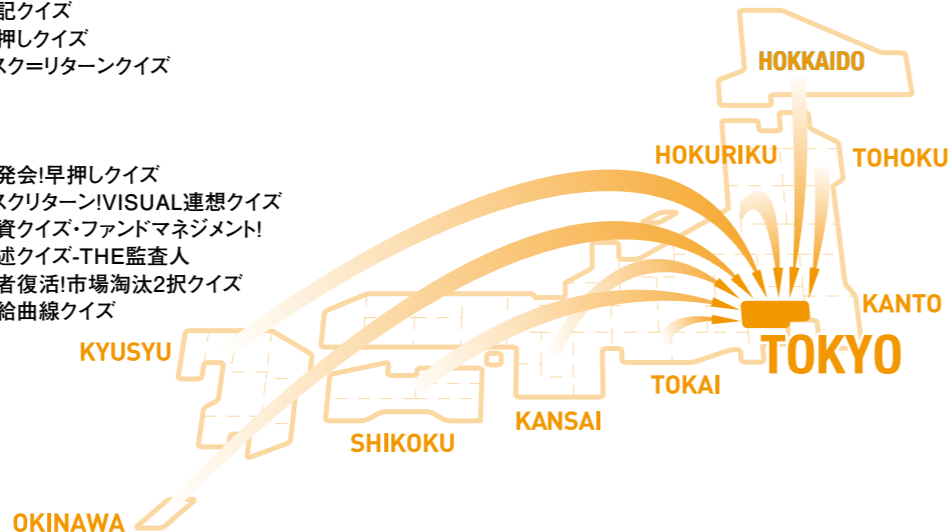 記クイズ
押しクイズ
スク=リターンクイズ
発会!早押しクイズ
スクリターン!VISUAL連想クイズ
資クイズ・ファンドマネジメント!
述クイズ-THE監査人
者復活!市場淘汰2択クイズ
給曲線クイズ
HOKKAIDO
HOKURIKU
TOHOKU
KANTO
TOKYO
TOKAI
KANSAI
SHIKOKU
KYUSYU
OKINAWA